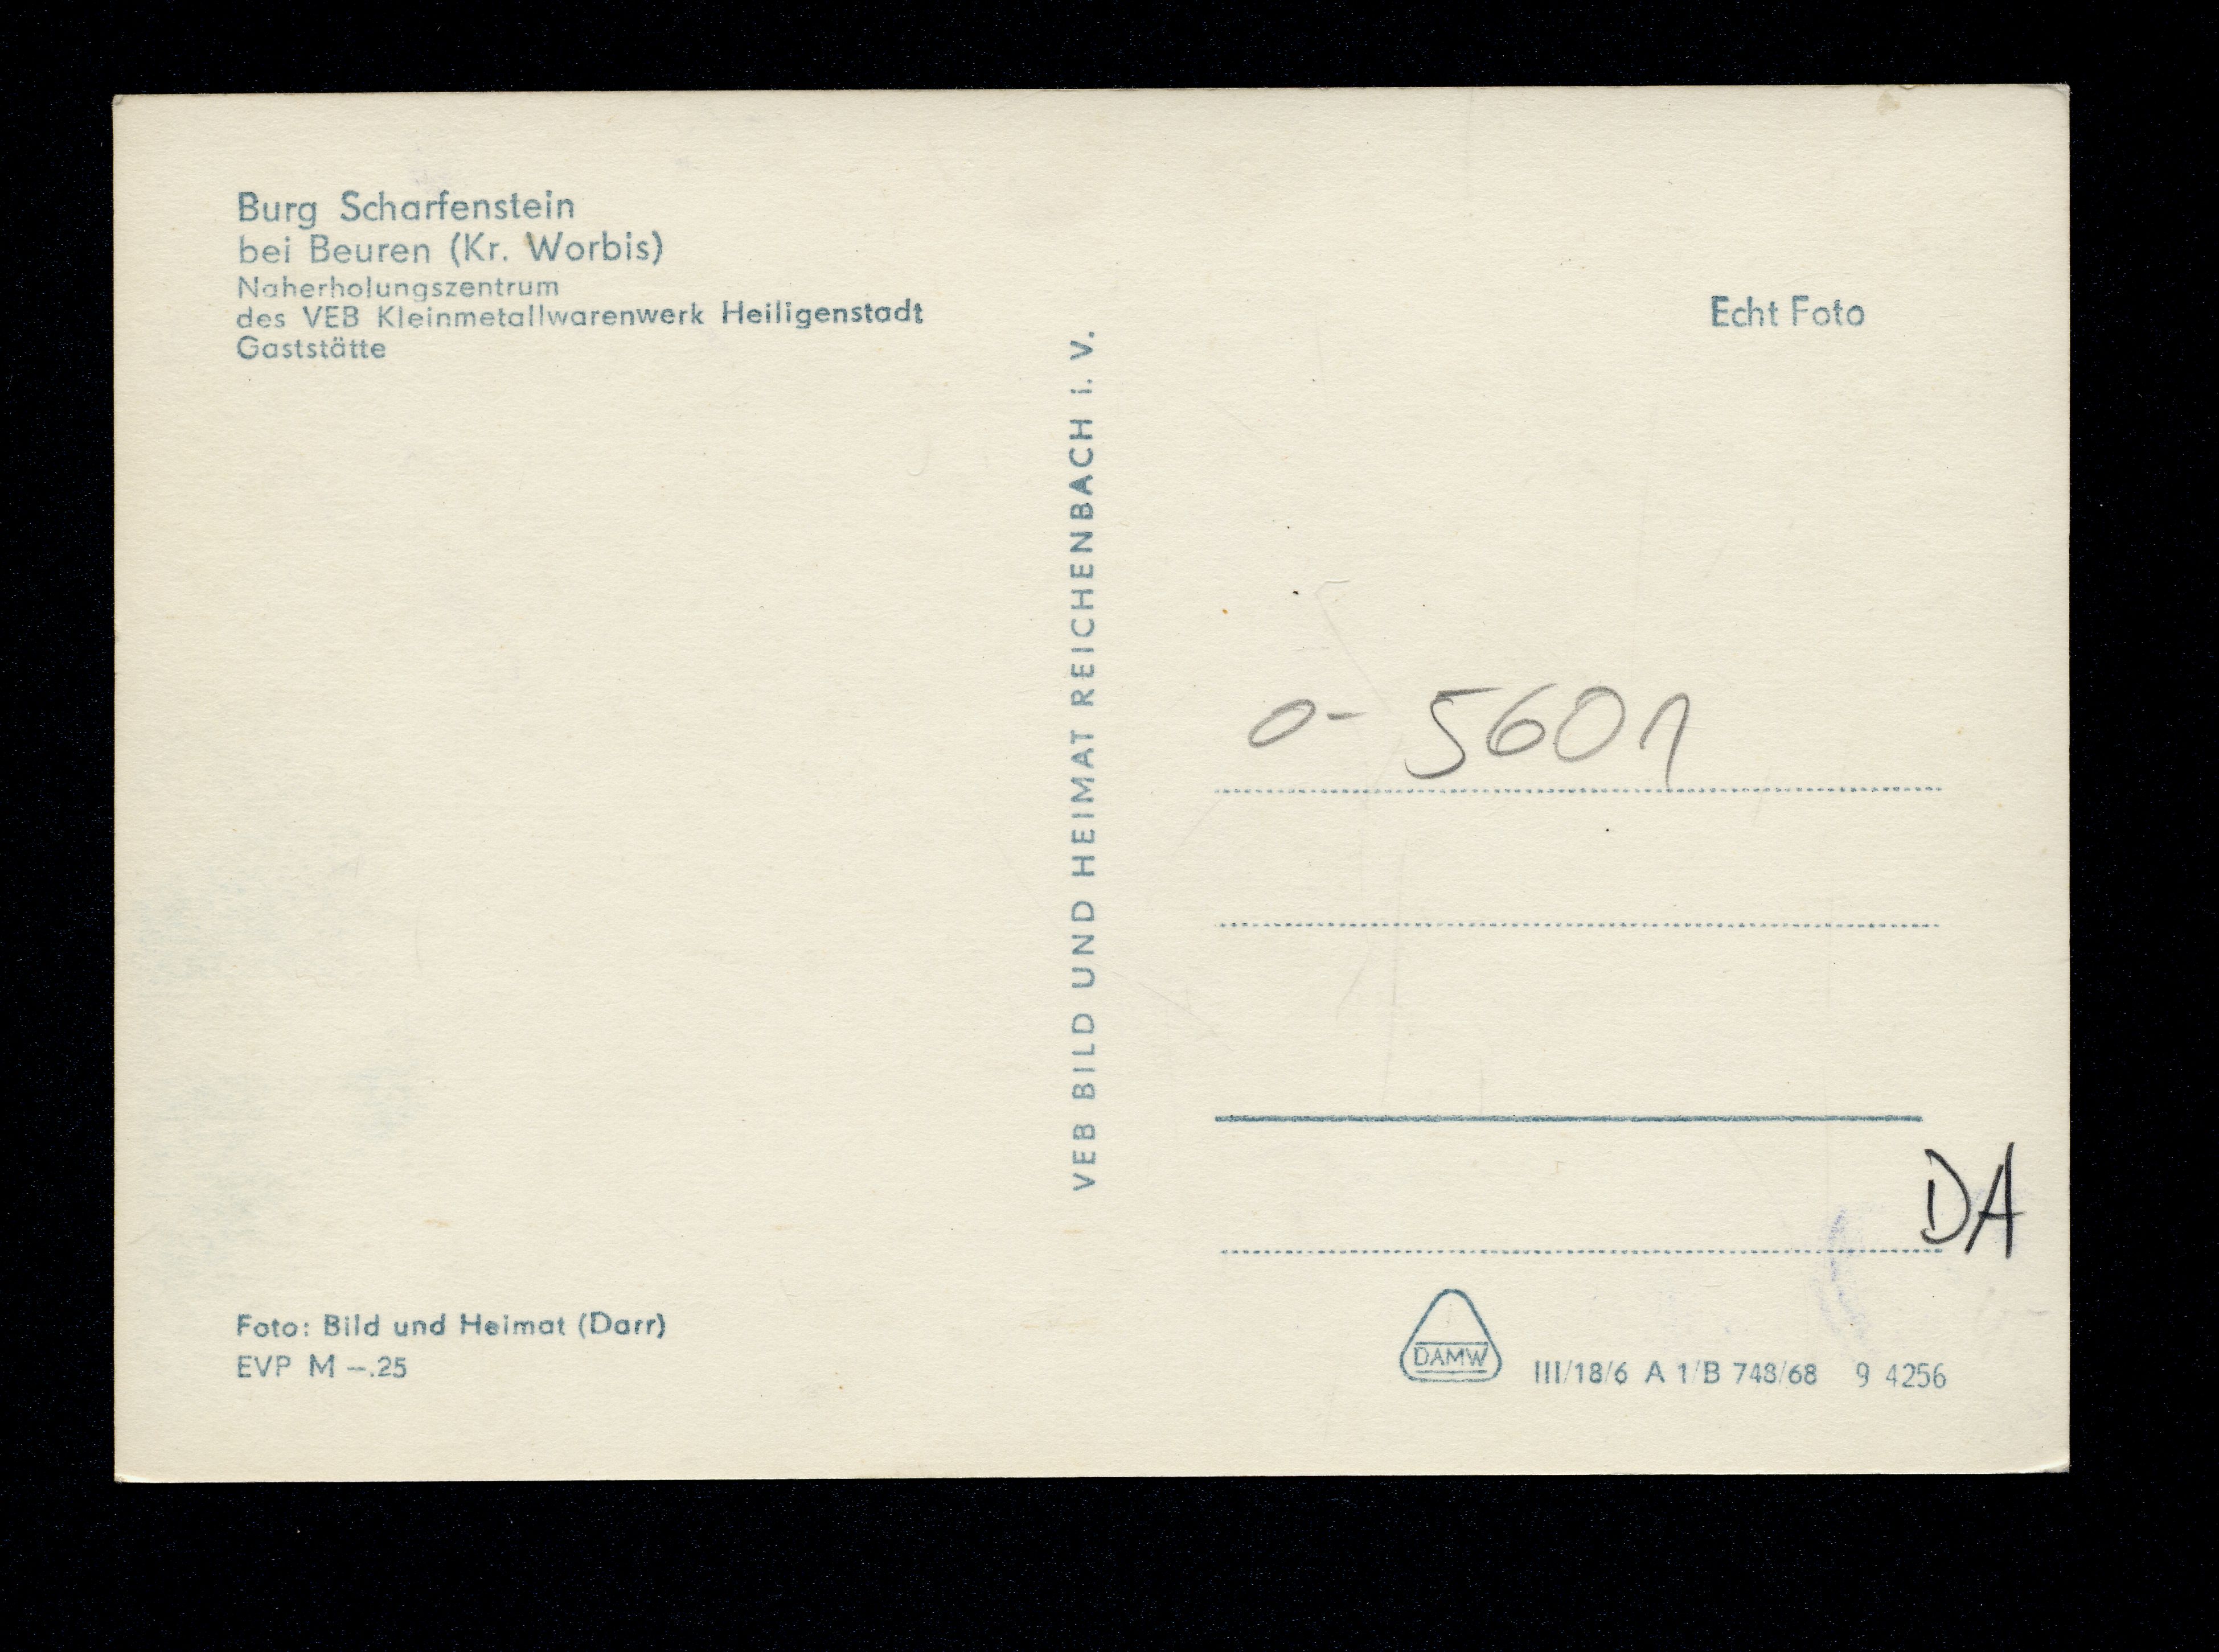 Burg Scharfenstein
bei Beuren (Kr. Worbis)
Naherholungszentrum
des VEB Kleinmetallwarenwerk Heiligenstadt
Gaststätte
Foto: Bild und Heimat (Darr)
EVP M –.25
VEB BILD UND HEIMAT REICHENBACH i. V.
Echt Foto
O- 5601
DA
DAMW
III/18/6 A 1/B 748/68 9 4256